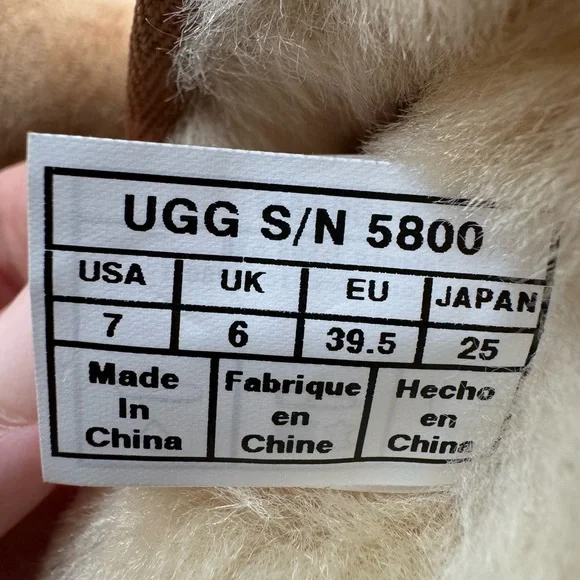 UGG S/N 5800
USA UK EU JAPAN
7 6 39.5 25
Made Fabrique Hecho
In en en
China Chine China